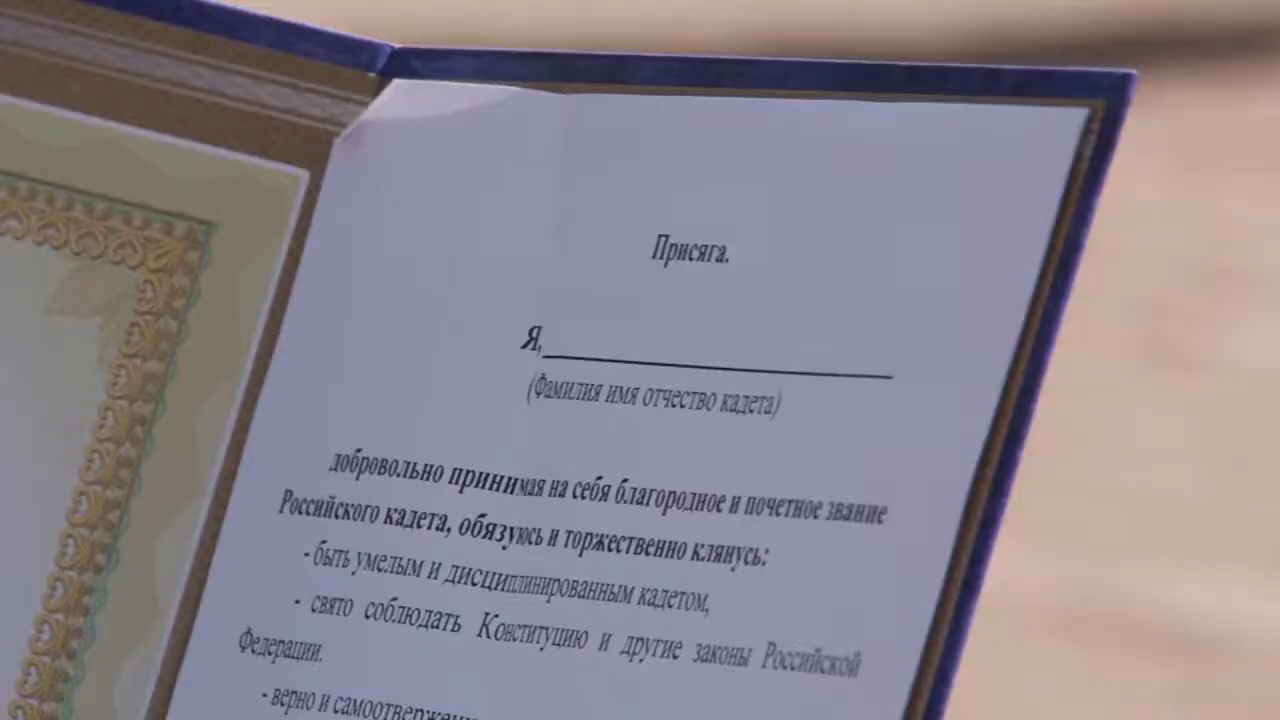 Присяга.
Я,
(Фамилия имя отчество кадета)
добровольно принимая на себя благородное и почетное звание
Российского кадета, обязуюсь и торжественно клянусь:
- быть умелым и дисциплинированным кадетом,
- свято соблюдать Конституцию и другие законы Российской
Федерации.
- верно и